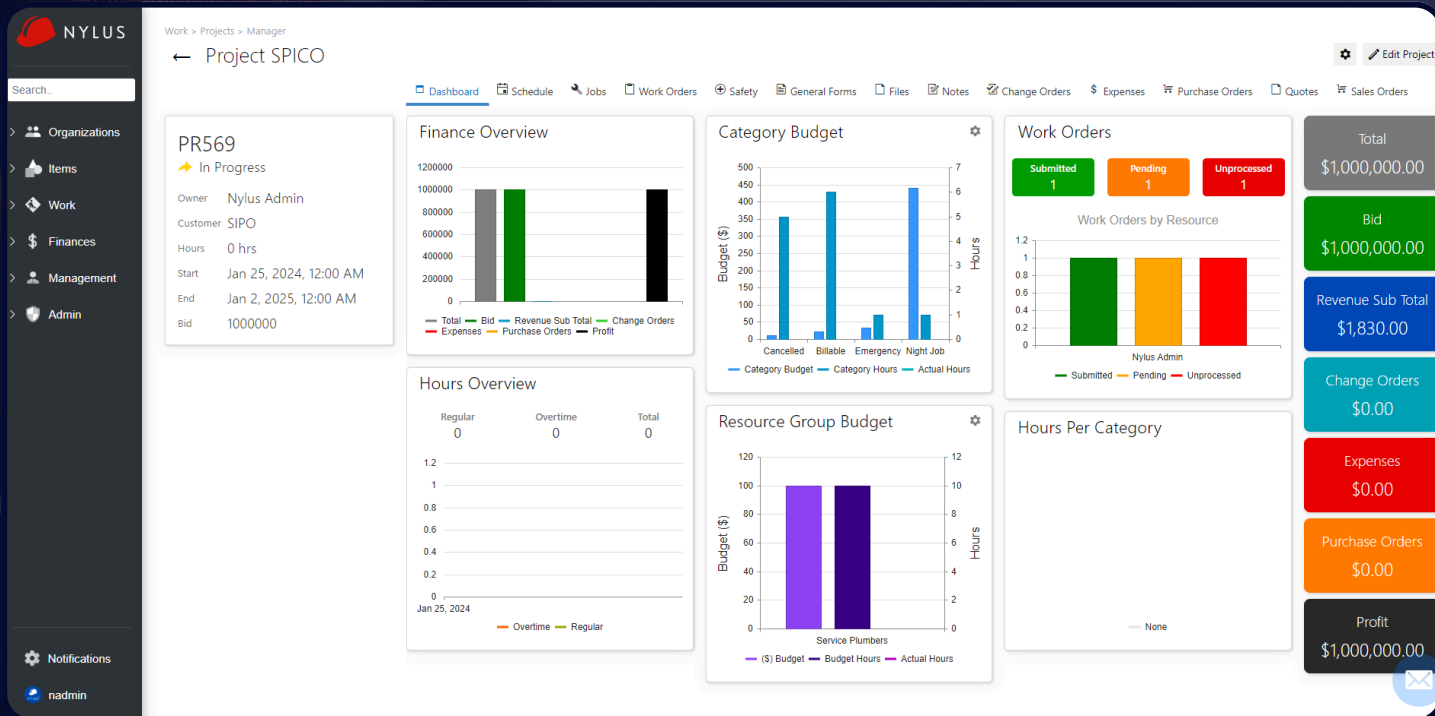 NYLUS
Search..
Organizations
Items
Work
Finances
Management
Admin
Notifications
nadmin
Work > Projects > Manager
← Project SPICO
Edit Project
Dashboard Schedule Jobs Work Orders Safety General Forms Files Notes Change Orders Expenses Purchase Orders Quotes Sales Orders
PR569
In Progress
Owner Nylus Admin
Customer SIPO
Hours 0 hrs
Start Jan 25, 2024, 12:00 AM
End Jan 2, 2025, 12:00 AM
Bid 1000000
Finance Overview
1200000
1000000
800000
600000
400000
200000
0
Total Bid Revenue Sub Total Change Orders
Expenses Purchase Orders Profit
Hours Overview
Regular Overtime Total
0 0 0
1.2
1
0.8
0.6
0.4
0.2
0
Jan 25, 2024
Overtime Regular
Category Budget
Budget ($)
500
450
400
350
300
250
200
150
100
50
0
7
6
5
4
3
2
1
0
Hours
Cancelled Billable Emergency Night Job
Category Budget Category Hours Actual Hours
Resource Group Budget
Budget ($)
120
100
80
60
40
20
0
12
10
8
6
4
2
0
Hours
Service Plumbers
($) Budget Budget Hours Actual Hours
Work Orders
Submitted Pending Unprocessed
1 1 1
Work Orders by Resource
1.2
1
0.8
0.6
0.4
0.2
0
Nylus Admin
Submitted Pending Unprocessed
Hours Per Category
None
Total
$1,000,000.00
Bid
$1,000,000.00
Revenue Sub Total
$1,830.00
Change Orders
$0.00
Expenses
$0.00
Purchase Orders
$0.00
Profit
$1,000,000.00